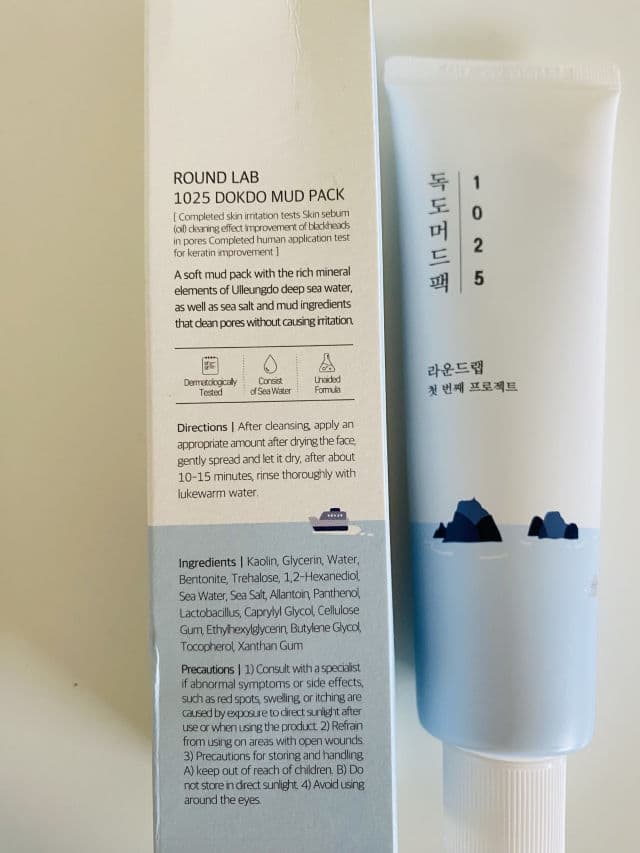 ROUND LAB
1025 DOKDO MUD PACK
[ Completed skin irritation tests Skin sebum
(oil) cleaning effect Improvement of blackheads
in pores Completed human application test
for keratin improvement ]
A soft mud pack with the rich mineral
elements of Ulleungdo deep sea water,
as well as sea salt and mud ingredients
that clean pores without causing irritation.
Dermatologically
Tested
Consist
of Sea Water
Unaided
Formula
Directions | After cleansing, apply an
appropriate amount after drying the face,
gently spread and let it dry, after about
10-15 minutes, rinse thoroughly with
lukewarm water.
Ingredients | Kaolin, Glycerin, Water,
Bentonite, Trehalose, 1,2-Hexanediol,
Sea Water, Sea Salt, Allantoin, Panthenol,
Lactobacillus, Caprylyl Glycol, Cellulose
Gum, Ethylhexylglycerin, Butylene Glycol,
Tocopherol, Xanthan Gum
Precautions | 1) Consult with a specialist
if abnormal symptoms or side effects,
such as red spots, swelling, or itching are
caused by exposure to direct sunlight after
use or when using the product. 2) Refrain
from using on areas with open wounds.
3) Precautions for storing and handling
A) keep out of reach of children. B) Do
not store in direct sunlight. 4) Avoid using
around the eyes.
독도머드팩
1025
라운드랩
첫 번째 프로젝트